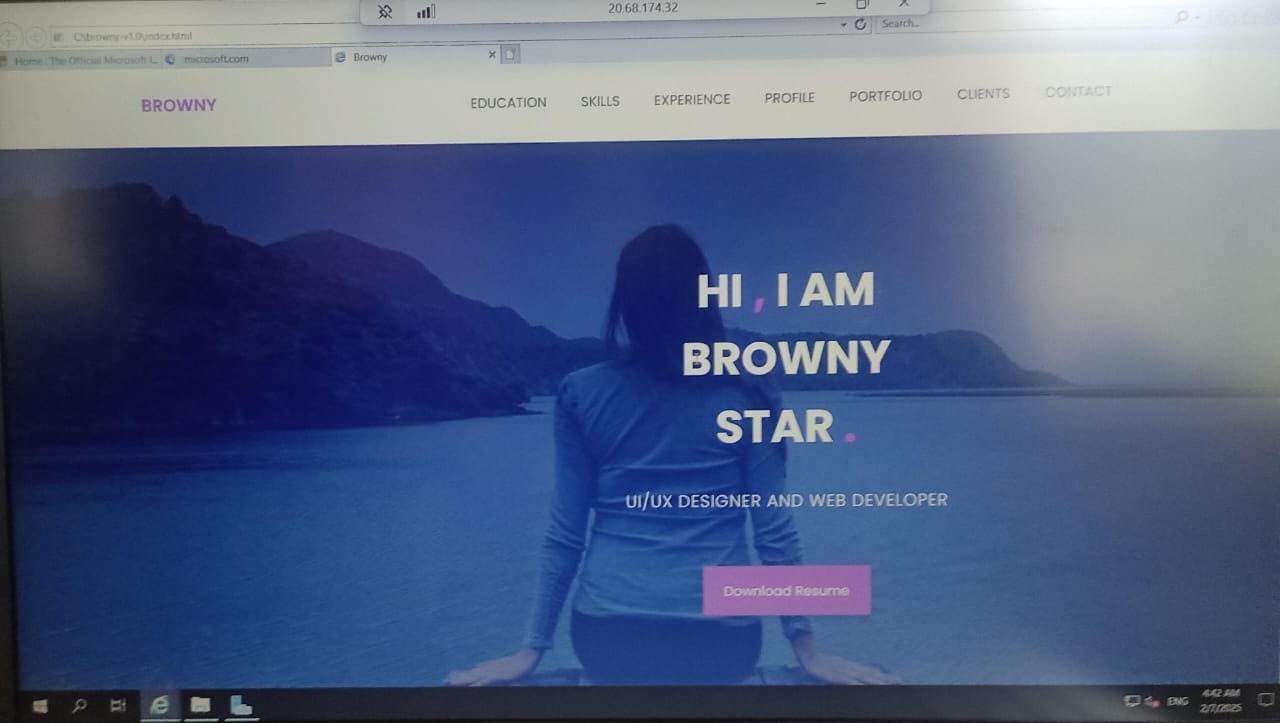 20.68.174.32
C:\browny-v1.0\index.html
Search...
Home - The Official Microsoft I...
microsoft.com
Browny
BROWNY
EDUCATION SKILLS EXPERIENCE PROFILE PORTFOLIO CLIENTS CONTACT
HI , I AM
BROWNY
STAR .
UI/UX DESIGNER AND WEB DEVELOPER
Download Resume
ENG
4:42 AM
2/7/2025